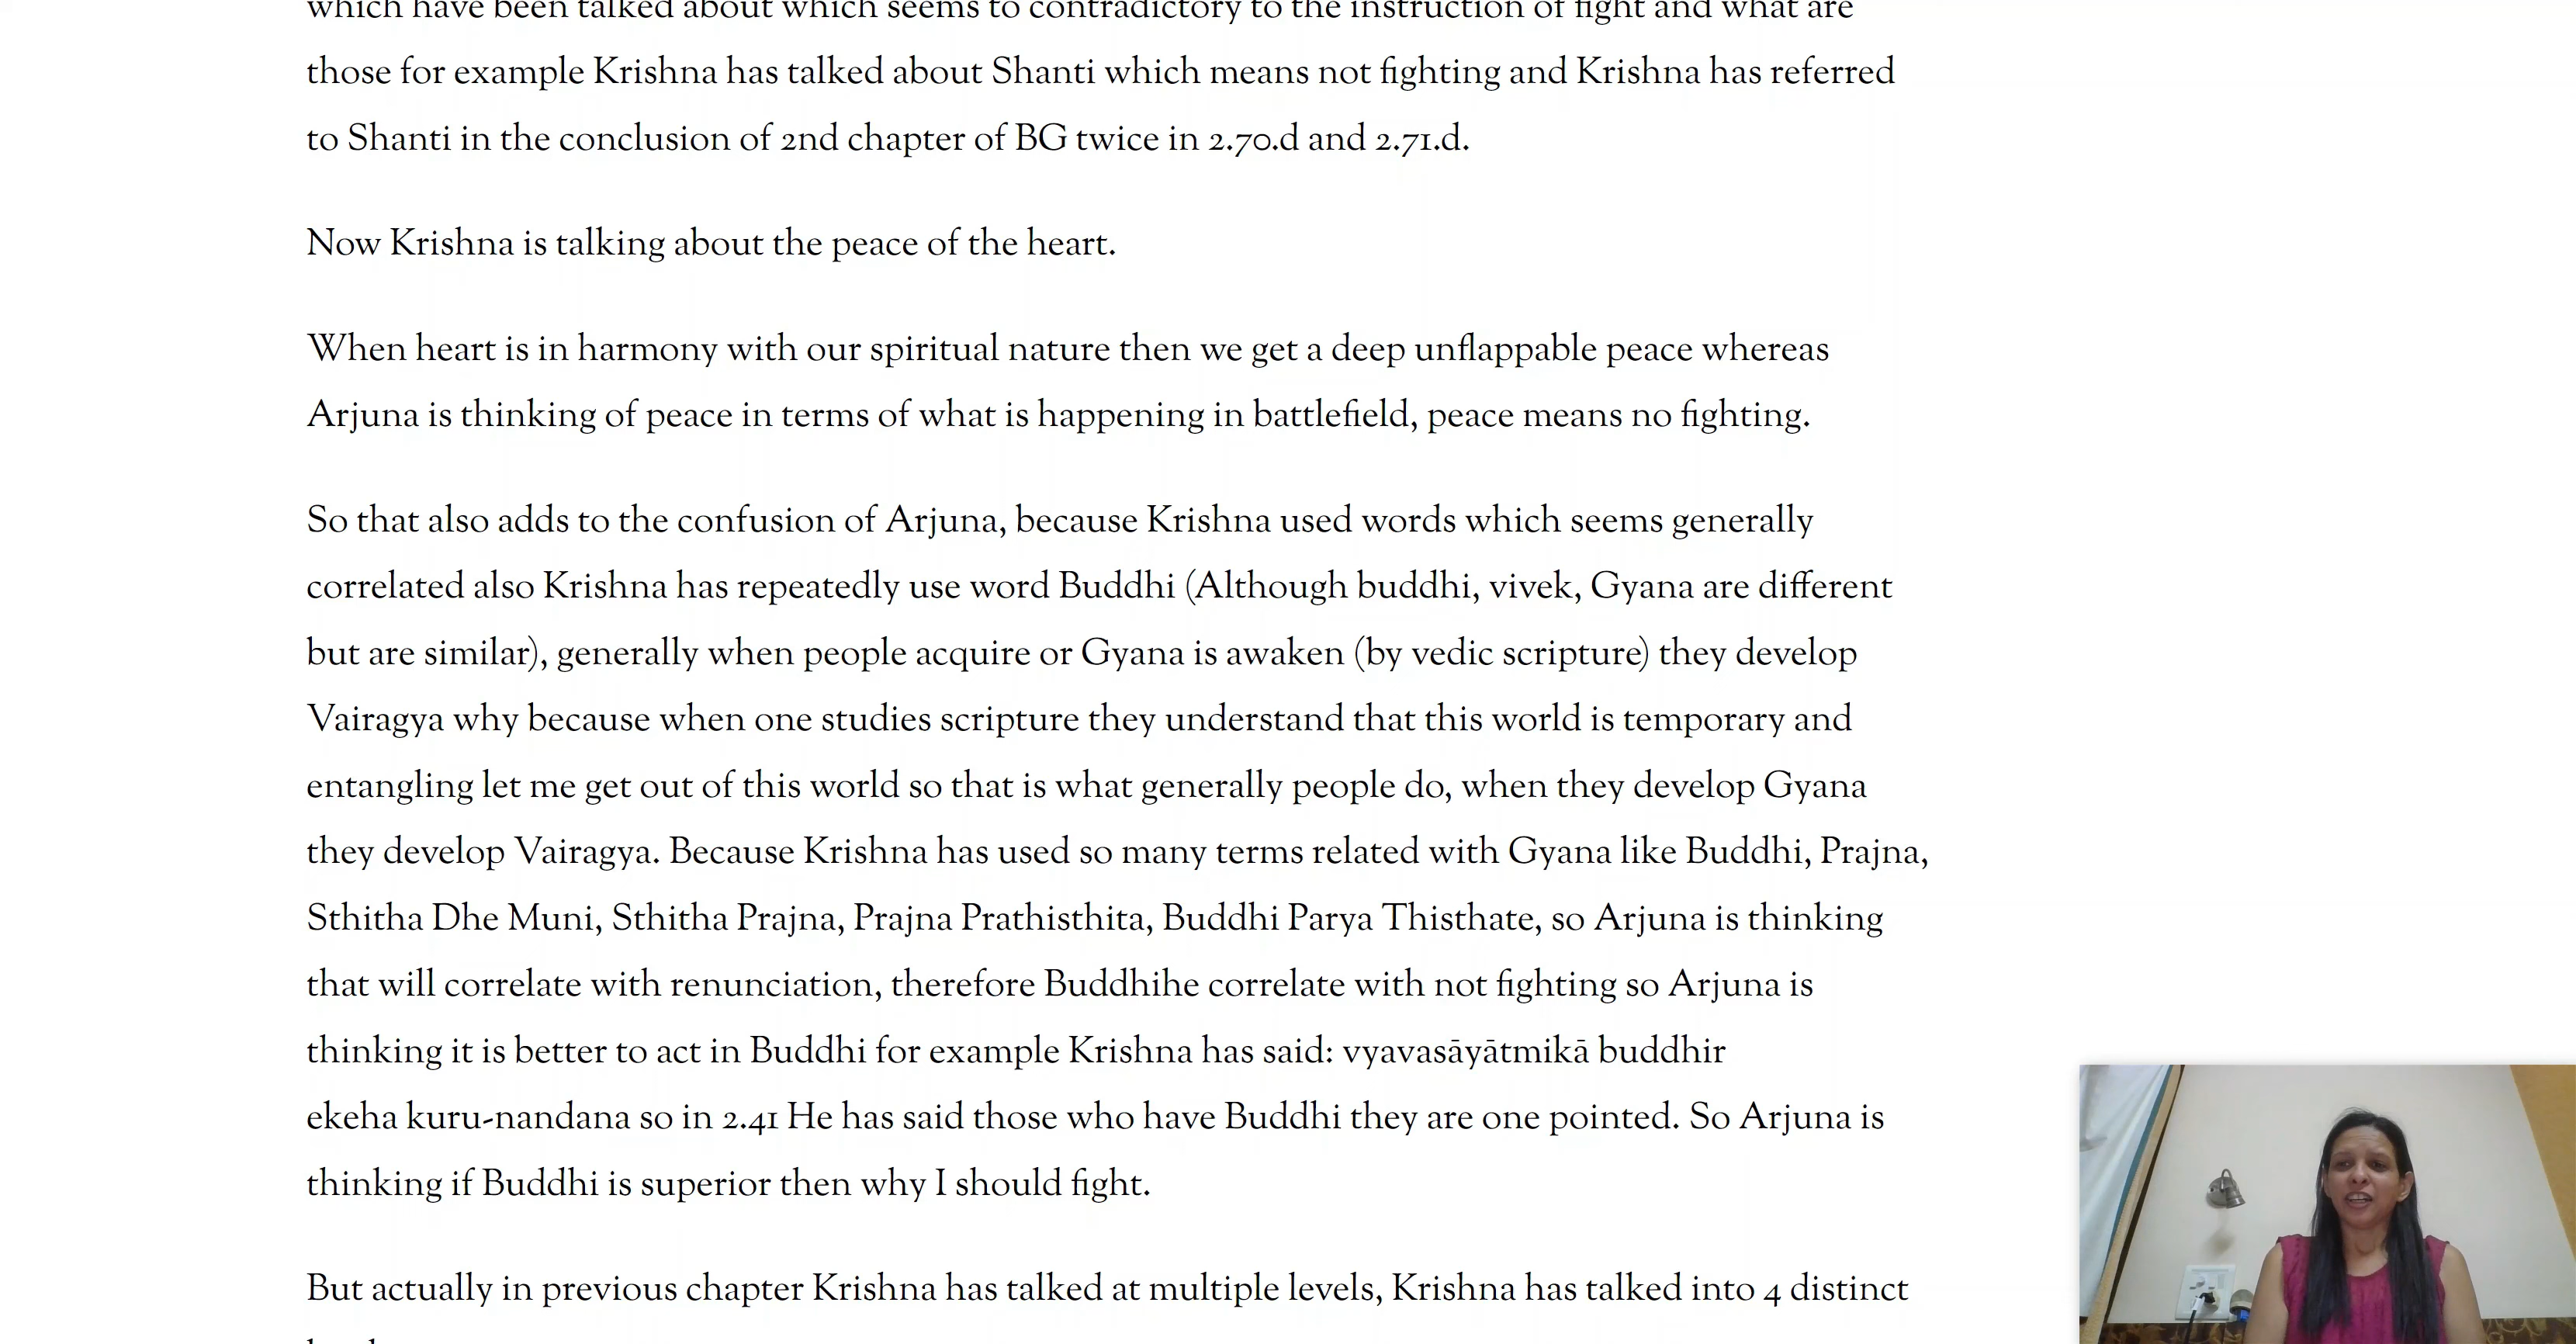 which have been talked about which seems to contradictory to the instruction of fight and what are
those for example Krishna has talked about Shanti which means not fighting and Krishna has referred
to Shanti in the conclusion of 2nd chapter of BG twice in 2.70.d and 2.71.d.
Now Krishna is talking about the peace of the heart.
When heart is in harmony with our spiritual nature then we get a deep unflappable peace whereas
Arjuna is thinking of peace in terms of what is happening in battlefield, peace means no fighting.
So that also adds to the confusion of Arjuna, because Krishna used words which seems generally
correlated also Krishna has repeatedly use word Buddhi (Although buddhi, vivek, Gyana are different
but are similar), generally when people acquire or Gyana is awaken (by vedic scripture) they develop
Vairagya why because when one studies scripture they understand that this world is temporary and
entangling let me get out of this world so that is what generally people do, when they develop Gyana
they develop Vairagya. Because Krishna has used so many terms related with Gyana like Buddhi, Prajna,
Sthitha Dhe Muni, Sthitha Prajna, Prajna Prathisthita, Buddhi Parya Thisthate, so Arjuna is thinking
that will correlate with renunciation, therefore Buddhihe correlate with not fighting so Arjuna is
thinking it is better to act in Buddhi for example Krishna has said: vyavasāyātmikā buddhir
ekeha kuru-nandana so in 2.41 He has said those who have Buddhi they are one pointed. So Arjuna is
thinking if Buddhi is superior then why I should fight.
But actually in previous chapter Krishna has talked at multiple levels, Krishna has talked into 4 distinct